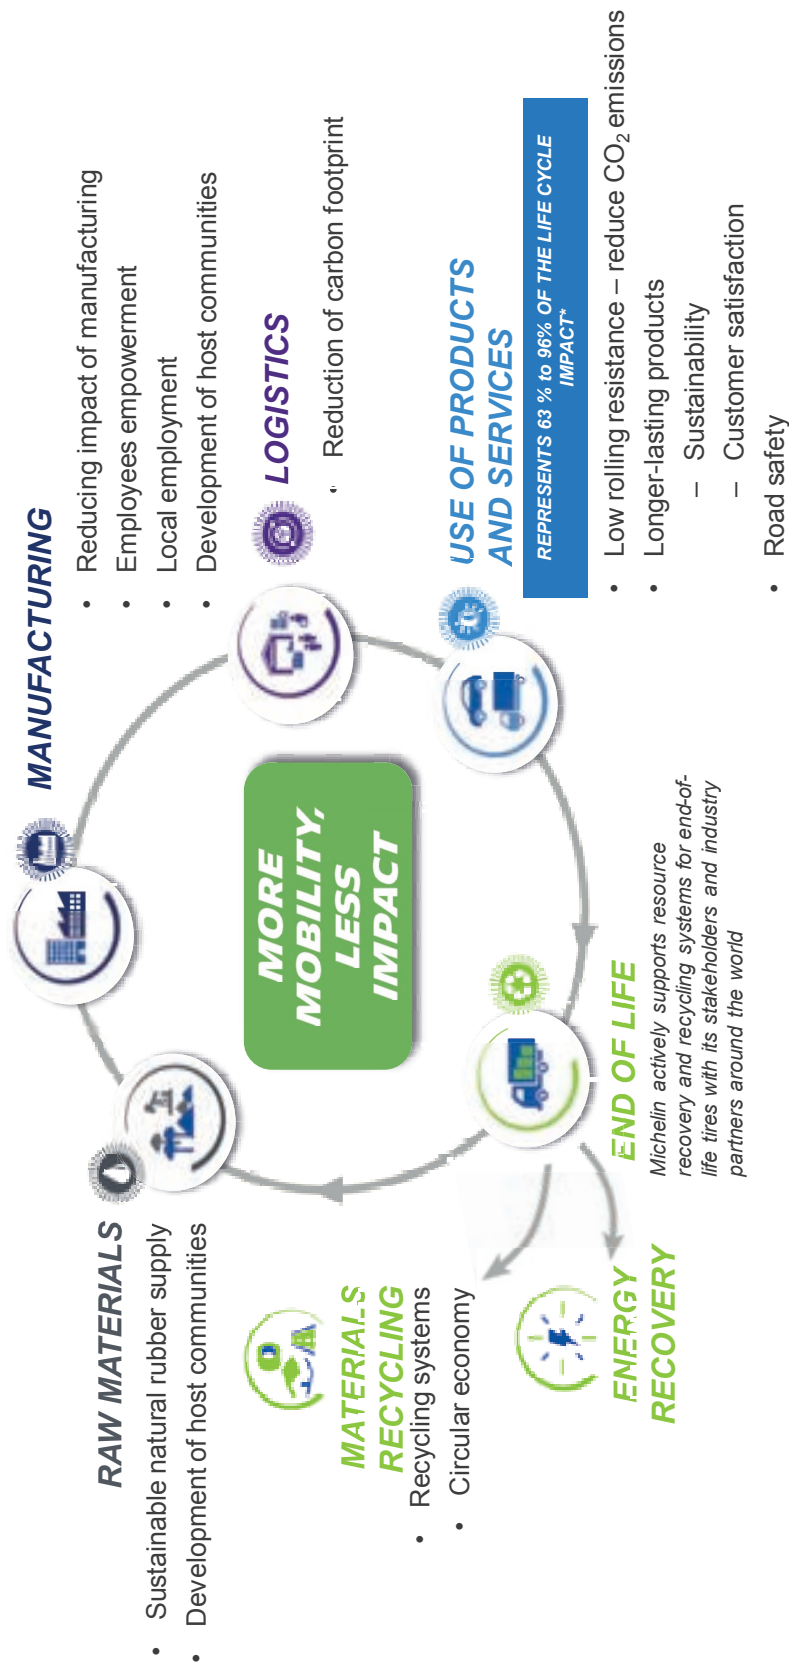 RAW MATERIALS
• Sustainable natural rubber supply
• Development of host communities
MANUFACTURING
• Reducing impact of manufacturing
• Employees empowerment
• Local employment
• Development of host communities
LOGISTICS
• Reduction of carbon footprint
MORE
MOBILITY,
LESS
IMPACT
USE OF PRODUCTS
AND SERVICES
REPRESENTS 63 % to 96% OF THE LIFE CYCLE
IMPACT*
• Low rolling resistance – reduce CO₂ emissions
• Longer-lasting products
– Sustainability
– Customer satisfaction
• Road safety
END OF LIFE
Michelin actively supports resource
recovery and recycling systems for end-of-
life tires with its stakeholders and industry
partners around the world
MATERIALS
RECYCLING
• Recycling systems
• Circular economy
ENERGY
RECOVERY